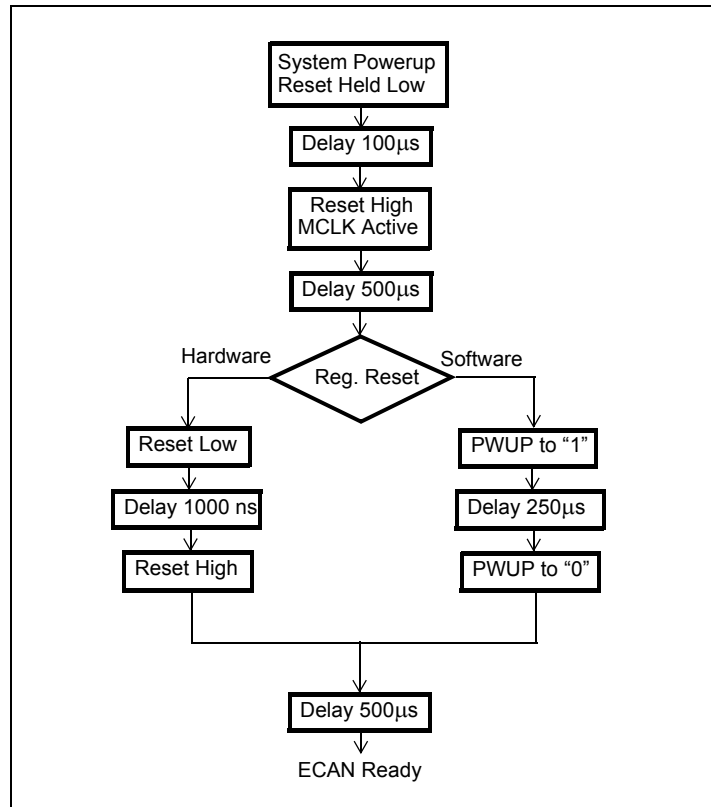 System Powerup
Reset Held Low
Delay 100μs
Reset High
MCLK Active
Delay 500μs
Hardware
Software
Reg. Reset
Reset Low
PWUP to “1”
Delay 1000 ns
Delay 250μs
Reset High
PWUP to “0”
Delay 500μs
ECAN Ready